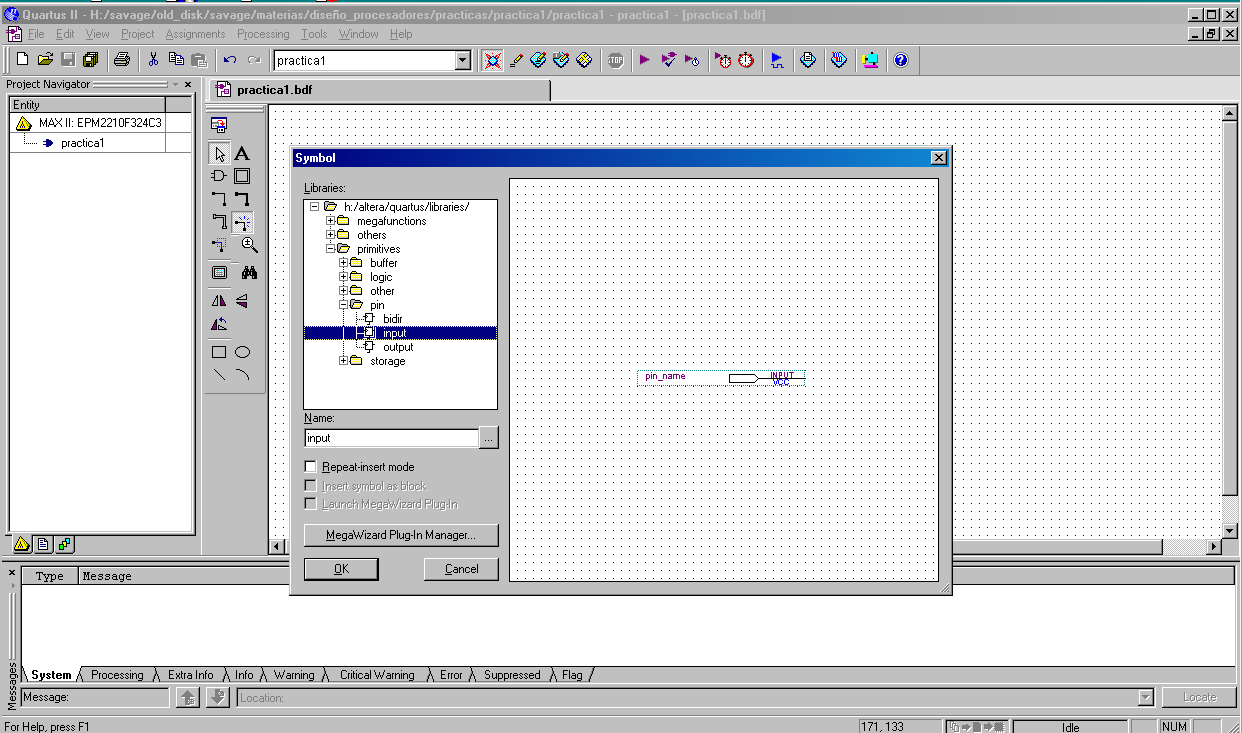 Quartus II - H:/savage/old_disk/savage/materias/diseño_procesadores/practicas/practica1/practica1 - practica1 - [practica1.bdf]
File Edit View Project Assignments Processing Tools Window Help
practica1
STOP
Project Navigator
Entity
MAX II: EPM2210F324C3
practica1
practica1.bdf
A
Symbol
Libraries:
h:/altera/quartus/libraries/
megafunctions
others
primitives
buffer
logic
other
pin
bidir
input
output
storage
Name:
input
...
Repeat-insert mode
Insert symbol as block
Launch MegaWizard Plug-In
MegaWizard Plug-In Manager...
OK Cancel
pin_name
INPUT
VCC
Type Message
System Processing Extra Info Info Warning Critical Warning Error Suppressed Flag
Messages
Message:
Location:
Locate
For Help, press F1
171, 133
Idle
NUM